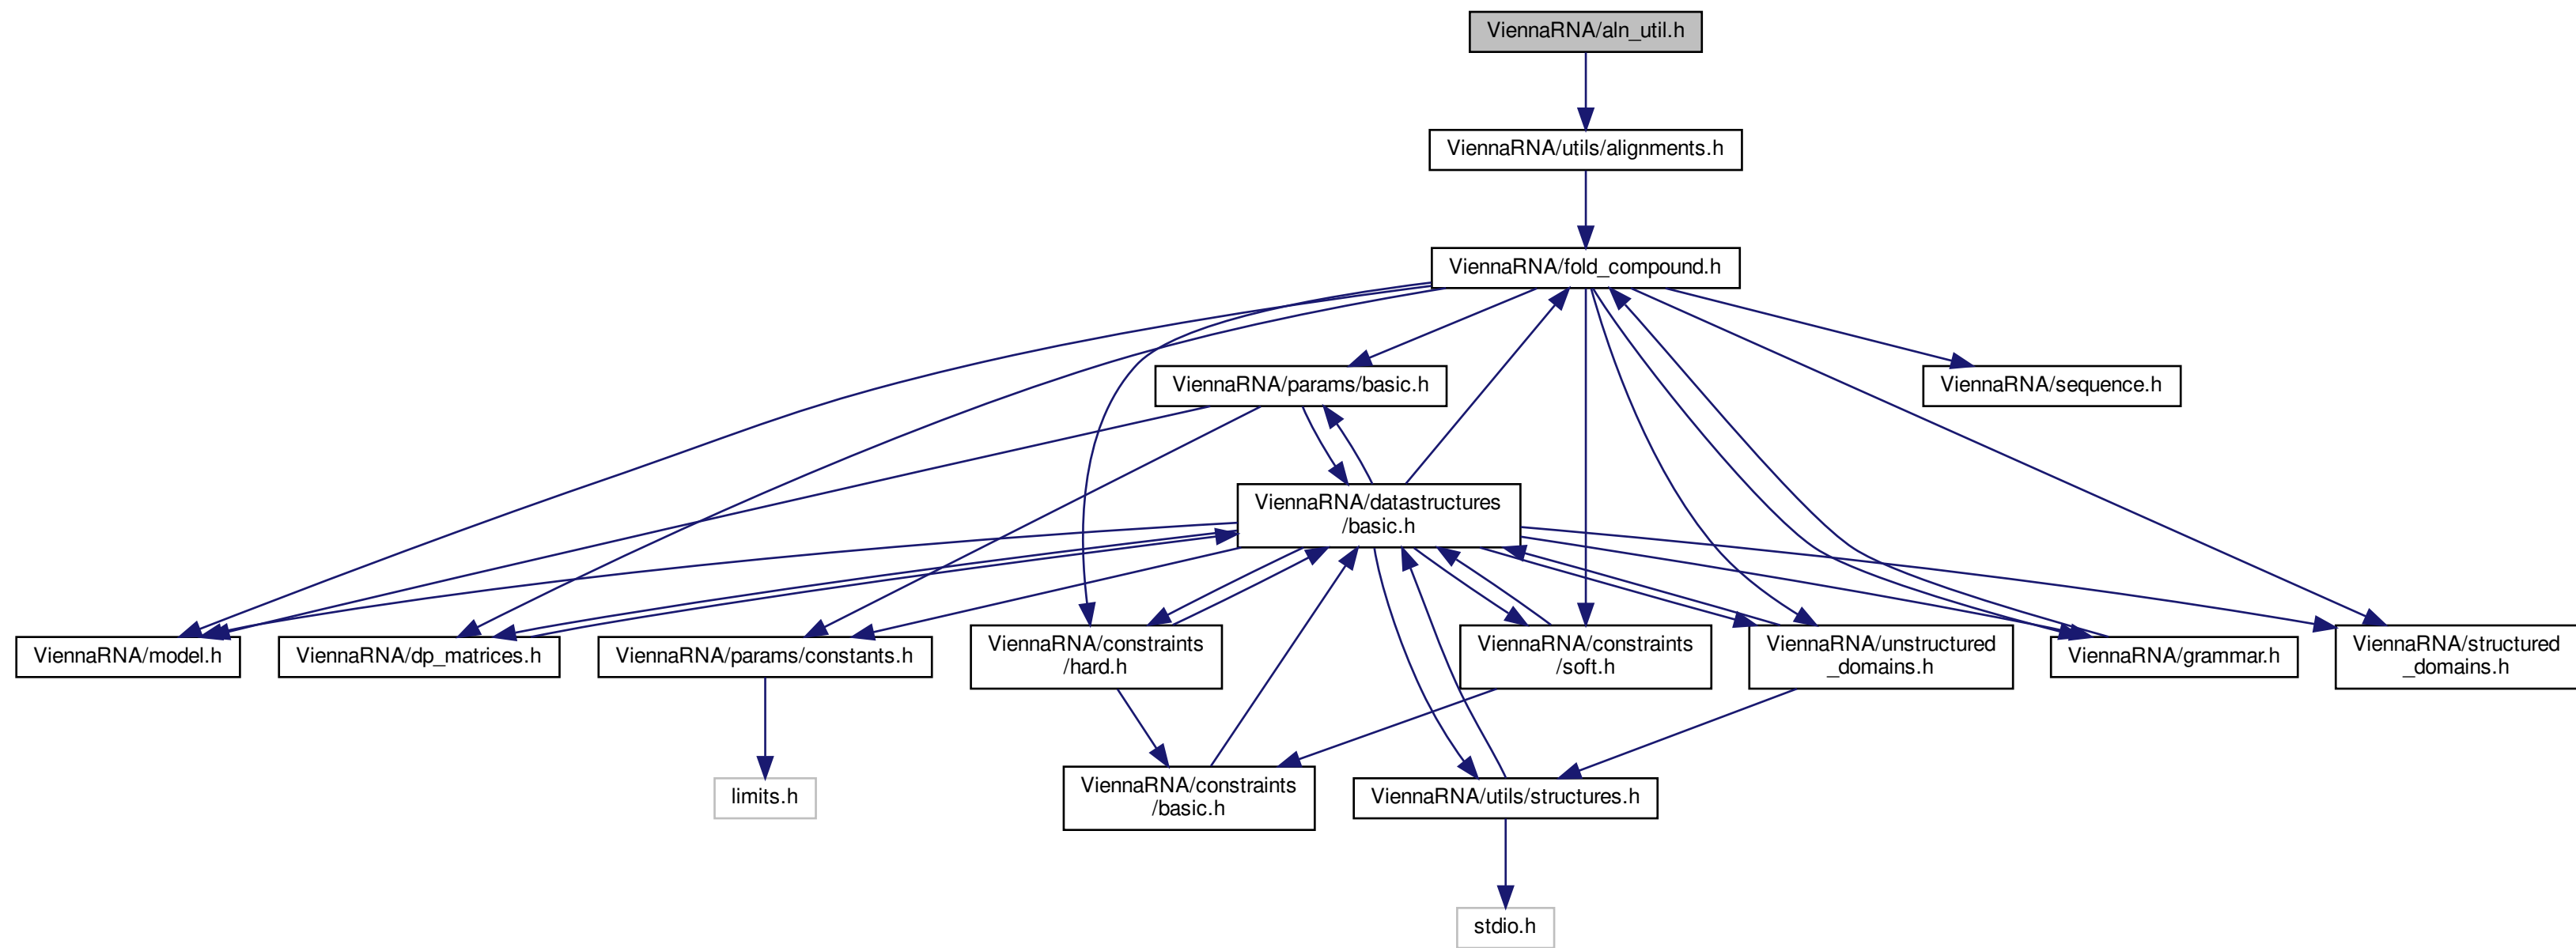 ViennaRNA/aln_util.h
ViennaRNA/utils/alignments.h
ViennaRNA/fold_compound.h
ViennaRNA/params/basic.h
ViennaRNA/sequence.h
ViennaRNA/datastructures
/basic.h
ViennaRNA/model.h
ViennaRNA/dp_matrices.h
ViennaRNA/params/constants.h
ViennaRNA/constraints
/hard.h
ViennaRNA/constraints
/soft.h
ViennaRNA/unstructured
_domains.h
ViennaRNA/grammar.h
ViennaRNA/structured
_domains.h
limits.h
ViennaRNA/constraints
/basic.h
ViennaRNA/utils/structures.h
stdio.h